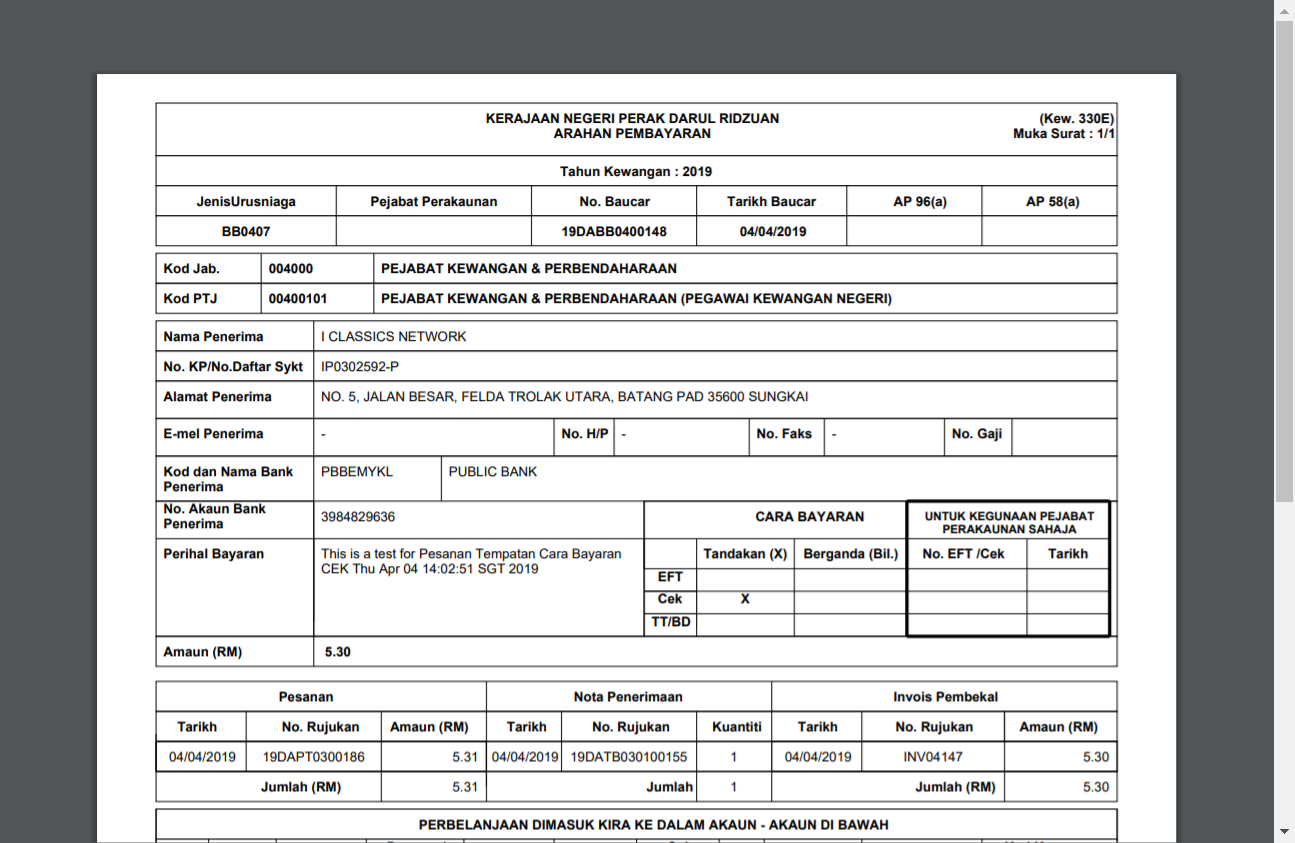 KERAJAAN NEGERI PERAK DARUL RIDZUAN (Kew. 330E)
ARAHAN PEMBAYARAN Muka Surat : 1/1
Tahun Kewangan : 2019
JenisUrusniaga Pejabat Perakaunan No. Baucar Tarikh Baucar AP 96(a) AP 58(a)
BB0407 19DABB0400148 04/04/2019
Kod Jab. 004000 PEJABAT KEWANGAN & PERBENDAHARAAN
Kod PTJ 00400101 PEJABAT KEWANGAN & PERBENDAHARAAN (PEGAWAI KEWANGAN NEGERI)
Nama Penerima I CLASSICS NETWORK
No. KP/No.Daftar Sykt IP0302592-P
Alamat Penerima NO. 5, JALAN BESAR, FELDA TROLAK UTARA, BATANG PAD 35600 SUNGKAI
E-mel Penerima - No. H/P - No. Faks - No. Gaji
Kod dan Nama Bank Penerima PBBEMYKL PUBLIC BANK
No. Akaun Bank Penerima 3984829636
CARA BAYARAN UNTUK KEGUNAAN PEJABAT PERAKAUNAN SAHAJA
Perihal Bayaran This is a test for Pesanan Tempatan Cara Bayaran
CEK Thu Apr 04 14:02:51 SGT 2019
Tandakan (X) Berganda (Bil.) No. EFT /Cek Tarikh
EFT
Cek X
TT/BD
Amaun (RM) 5.30
Pesanan Nota Penerimaan Invois Pembekal
Tarikh No. Rujukan Amaun (RM) Tarikh No. Rujukan Kuantiti Tarikh No. Rujukan Amaun (RM)
04/04/2019 19DAPT0300186 5.31 04/04/2019 19DATB030100155 1 04/04/2019 INV04147 5.30
Jumlah (RM) 5.31 Jumlah 1 Jumlah (RM) 5.30
PERBELANJAAN DIMASUK KIRA KE DALAM AKAUN - AKAUN DI BAWAH